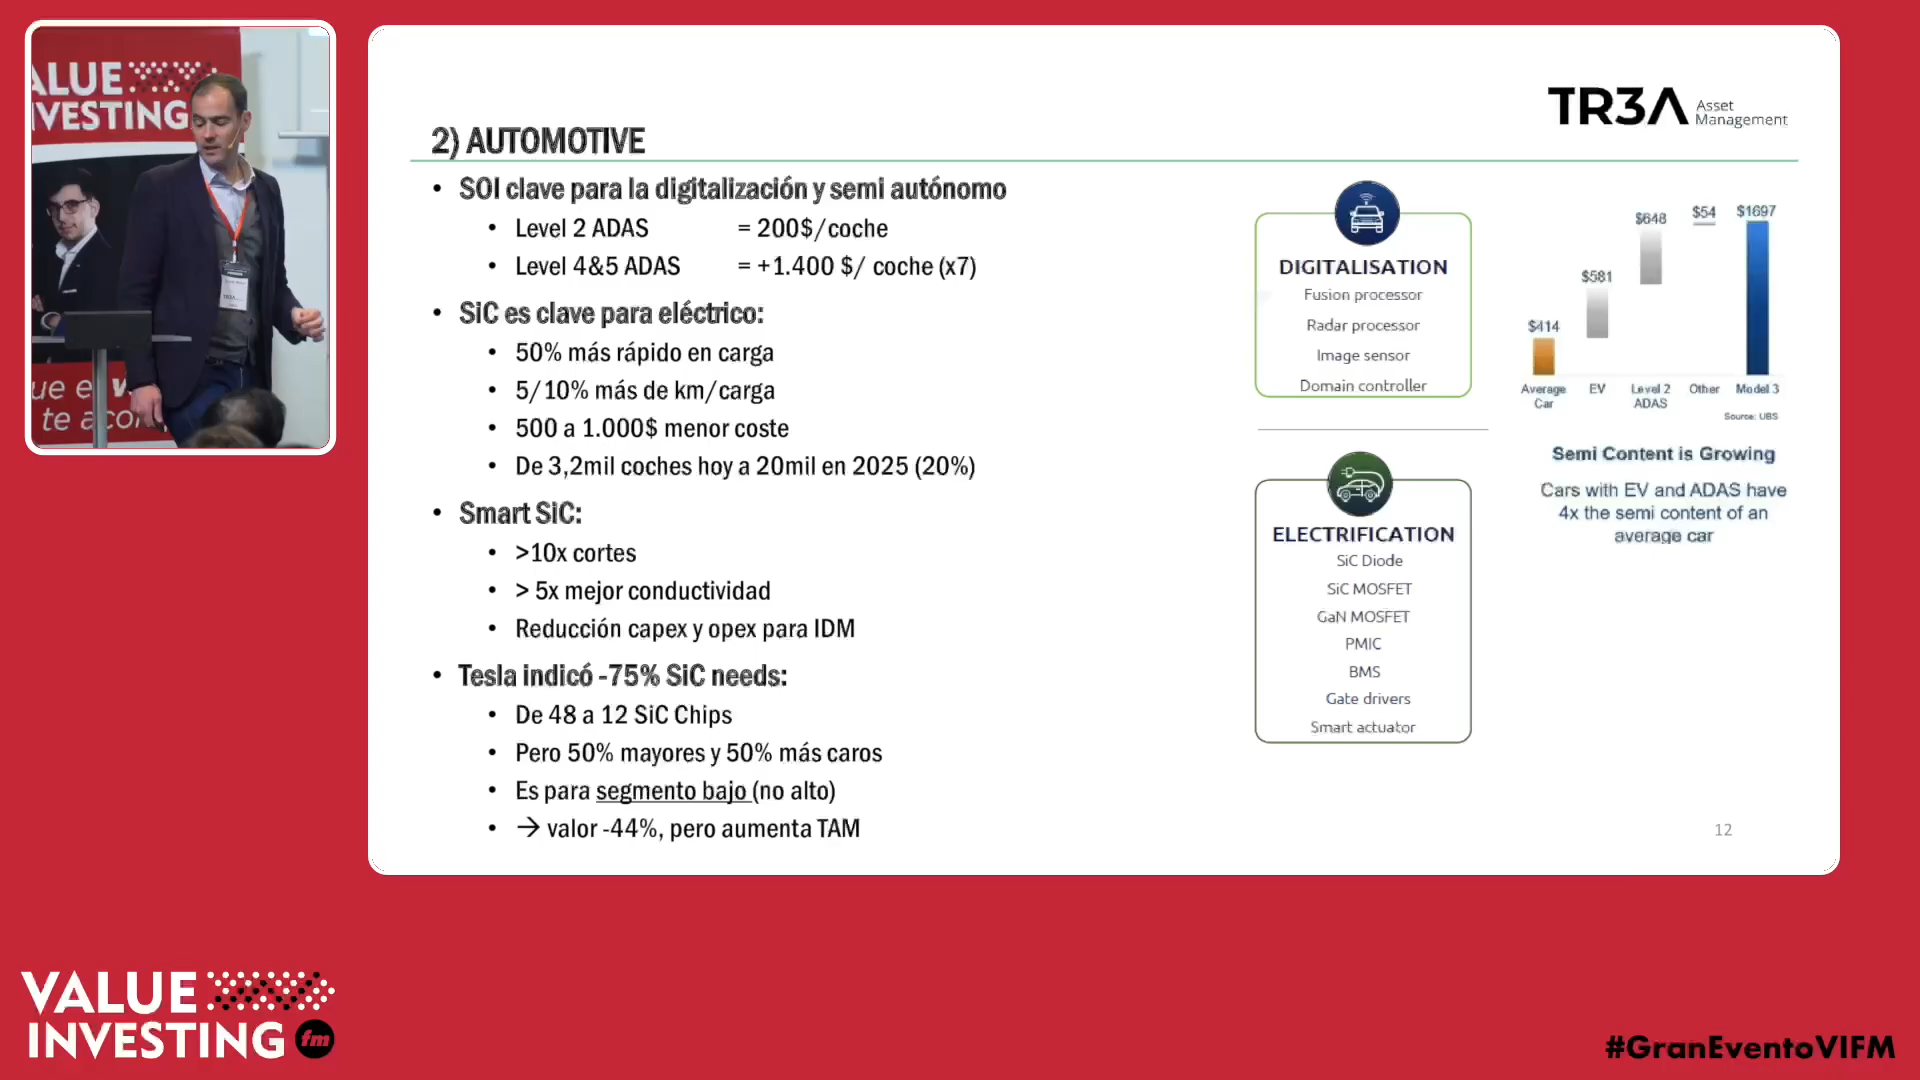 ALUE
VESTING
ue e v
te aco
TR3A
TR3A Asset
Management
2) AUTOMOTIVE
• SOI clave para la digitalización y semi autónomo
• Level 2 ADAS = 200$/coche
• Level 4&5 ADAS = +1.400 $/ coche (x7)
• SiC es clave para eléctrico:
• 50% más rápido en carga
• 5/10% más de km/carga
• 500 a 1.000$ menor coste
• De 3,2mil coches hoy a 20mil en 2025 (20%)
• Smart SiC:
• >10x cortes
• > 5x mejor conductividad
• Reducción capex y opex para IDM
• Tesla indicó -75% SiC needs:
• De 48 a 12 SiC Chips
• Pero 50% mayores y 50% más caros
• Es para segmento bajo (no alto)
• → valor -44%, pero aumenta TAM
DIGITALISATION
Fusion processor
Radar processor
Image sensor
Domain controller
ELECTRIFICATION
SiC Diode
SiC MOSFET
GaN MOSFET
PMIC
BMS
Gate drivers
Smart actuator
$414
$581
$648
$54
$1697
Average Car
EV
Level 2 ADAS
Other
Model 3
Source: UBS
Semi Content is Growing
Cars with EV and ADAS have
4x the semi content of an
average car
12
VALUE
INVESTING fm
#GranEventoVIFM